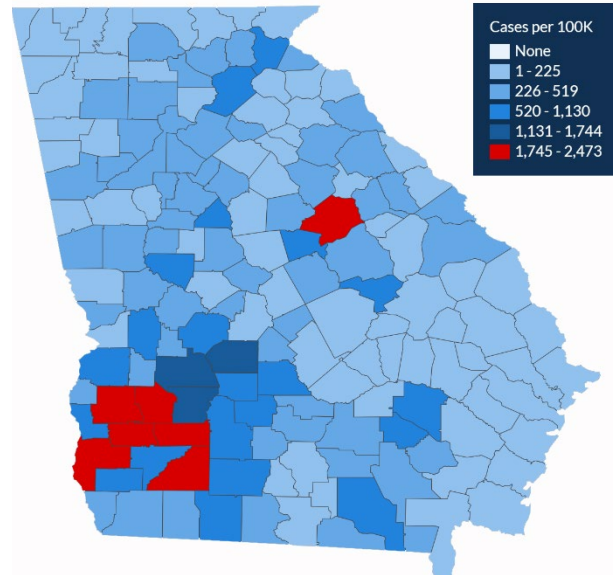 Cases per 100K
None
1 - 225
226 - 519
520 - 1,130
1,131 - 1,744
1,745 - 2,473